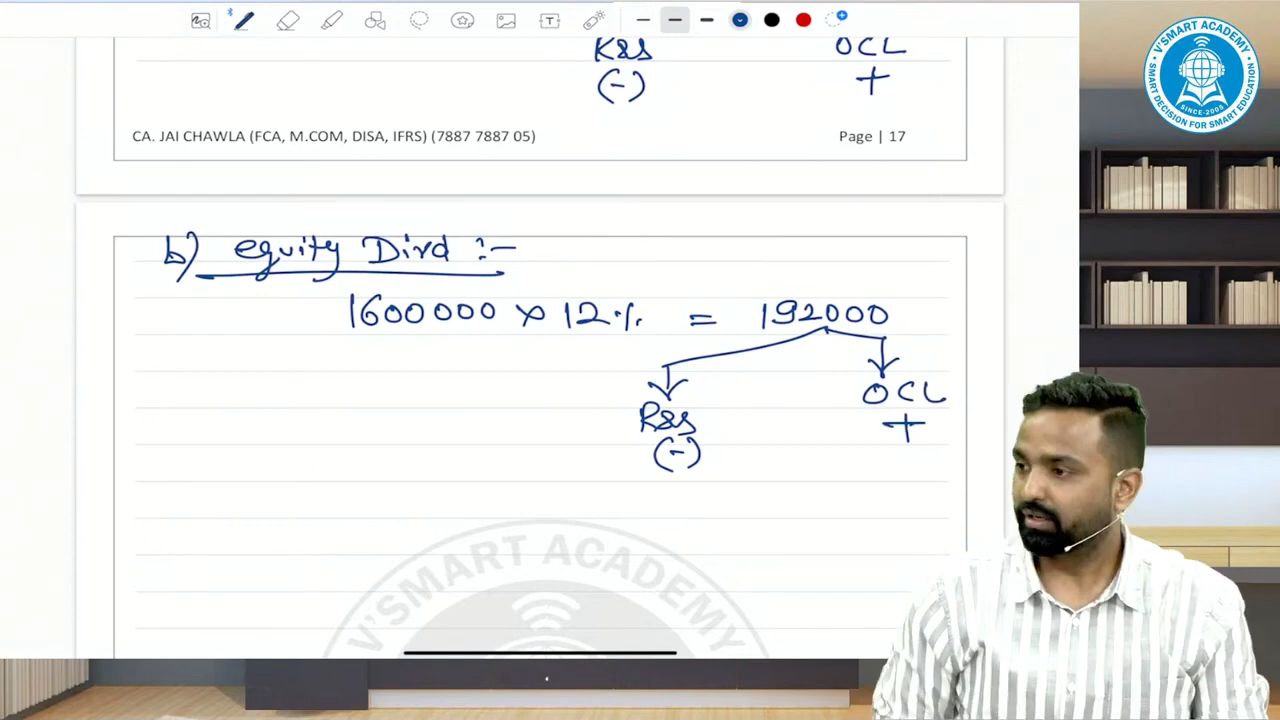 R&S OCL
(-) +
CA. JAI CHAWLA (FCA, M.COM, DISA, IFRS) (7887 7887 05) Page | 17
b) equity Divd :-
1600000 × 12% = 192000
R&S OCL
(-) +
V'SMART ACADEMY
V'SMART ACADEMY
SMART DECISION FOR SMART EDUCATION
SINCE-2005